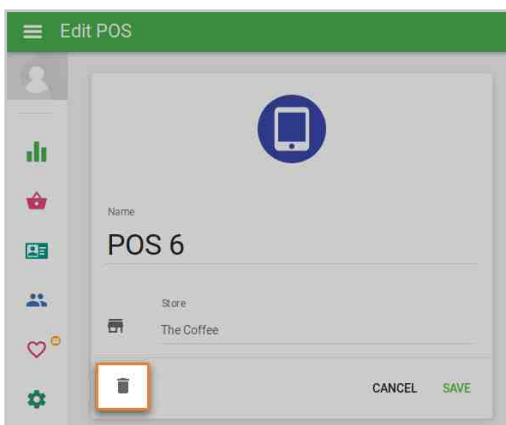 Edit POS
Name
POS 6
Store
The Coffee
CANCEL SAVE